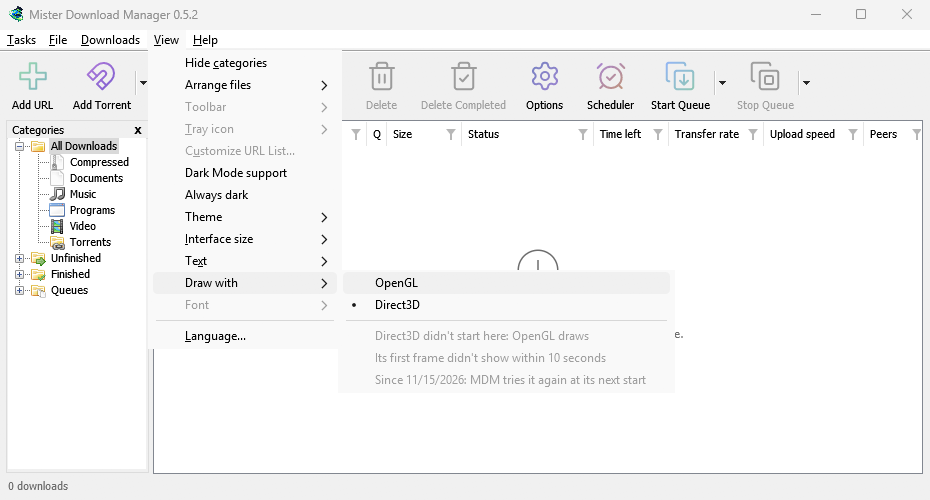 Mister Download Manager 0.5.2
Tasks File Downloads View Help
Add URL
Add Torrent
Delete
Delete Completed
Options
Scheduler
Start Queue
Stop Queue
Hide categories
Arrange files
Toolbar
Tray icon
Customize URL List...
Dark Mode support
Always dark
Theme
Interface size
Text
Draw with
Font
Language...
OpenGL
Direct3D
Direct3D didn't start here: OpenGL draws
Its first frame didn't show within 10 seconds
Since 11/15/2026: MDM tries it again at its next start
Categories x
All Downloads
Compressed
Documents
Music
Programs
Video
Torrents
Unfinished
Finished
Queues
Q Size Status Time left Transfer rate Upload speed Peers
e.
0 downloads